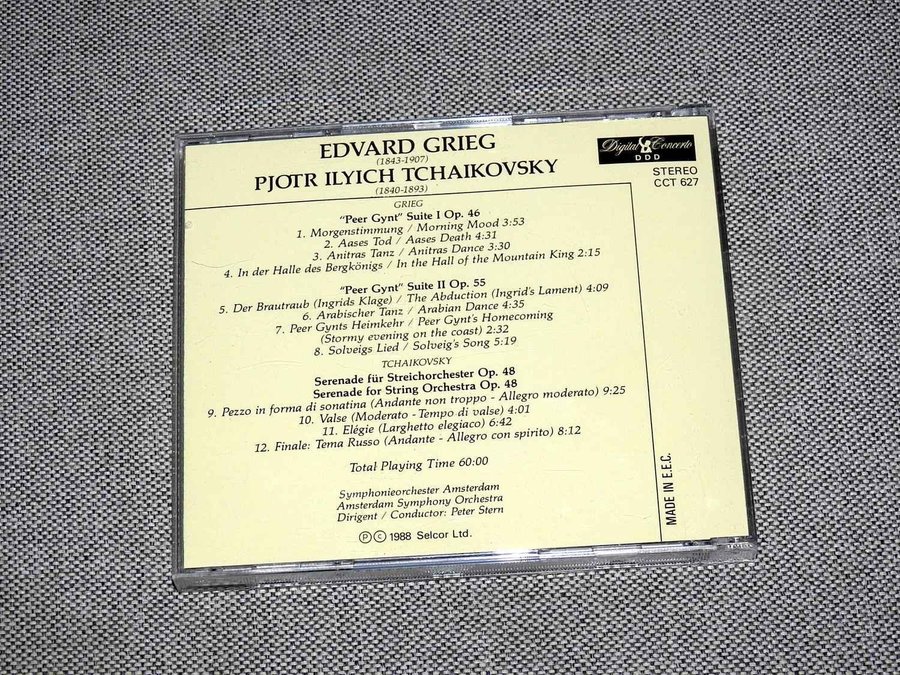 EDVARD GRIEG
(1843-1907)
PJOTR ILYICH TCHAIKOVSKY
(1840-1893)
Digital Concerto
DDD
STEREO
CCT 627
GRIEG
"Peer Gynt" Suite I Op. 46
1. Morgenstimmung / Morning Mood 3:53
2. Aases Tod / Aases Death 4:31
3. Anitras Tanz / Anitras Dance 3:30
4. In der Halle des Bergkönigs / In the Hall of the Mountain King 2:15
"Peer Gynt" Suite II Op. 55
5. Der Brautraub (Ingrids Klage) / The Abduction (Ingrid's Lament) 4:09
6. Arabischer Tanz / Arabian Dance 4:35
7. Peer Gynts Heimkehr / Peer Gynt's Homecoming
(Stormy evening on the coast) 2:32
8. Solveigs Lied / Solveig's Song 5:19
TCHAIKOVSKY
Serenade für Streichorchester Op. 48
Serenade for String Orchestra Op. 48
9. Pezzo in forma di sonatina (Andante non troppo - Allegro moderato) 9:25
10. Valse (Moderato - Tempo di valse) 4:01
11. Elégie (Larghetto elegiaco) 6:42
12. Finale: Tema Russo (Andante - Allegro con spirito) 8:12
Total Playing Time 60:00
Symphonieorchester Amsterdam
Amsterdam Symphony Orchestra
Dirigent / Conductor: Peter Stern
℗ © 1988 Selcor Ltd.
MADE IN E.E.C.